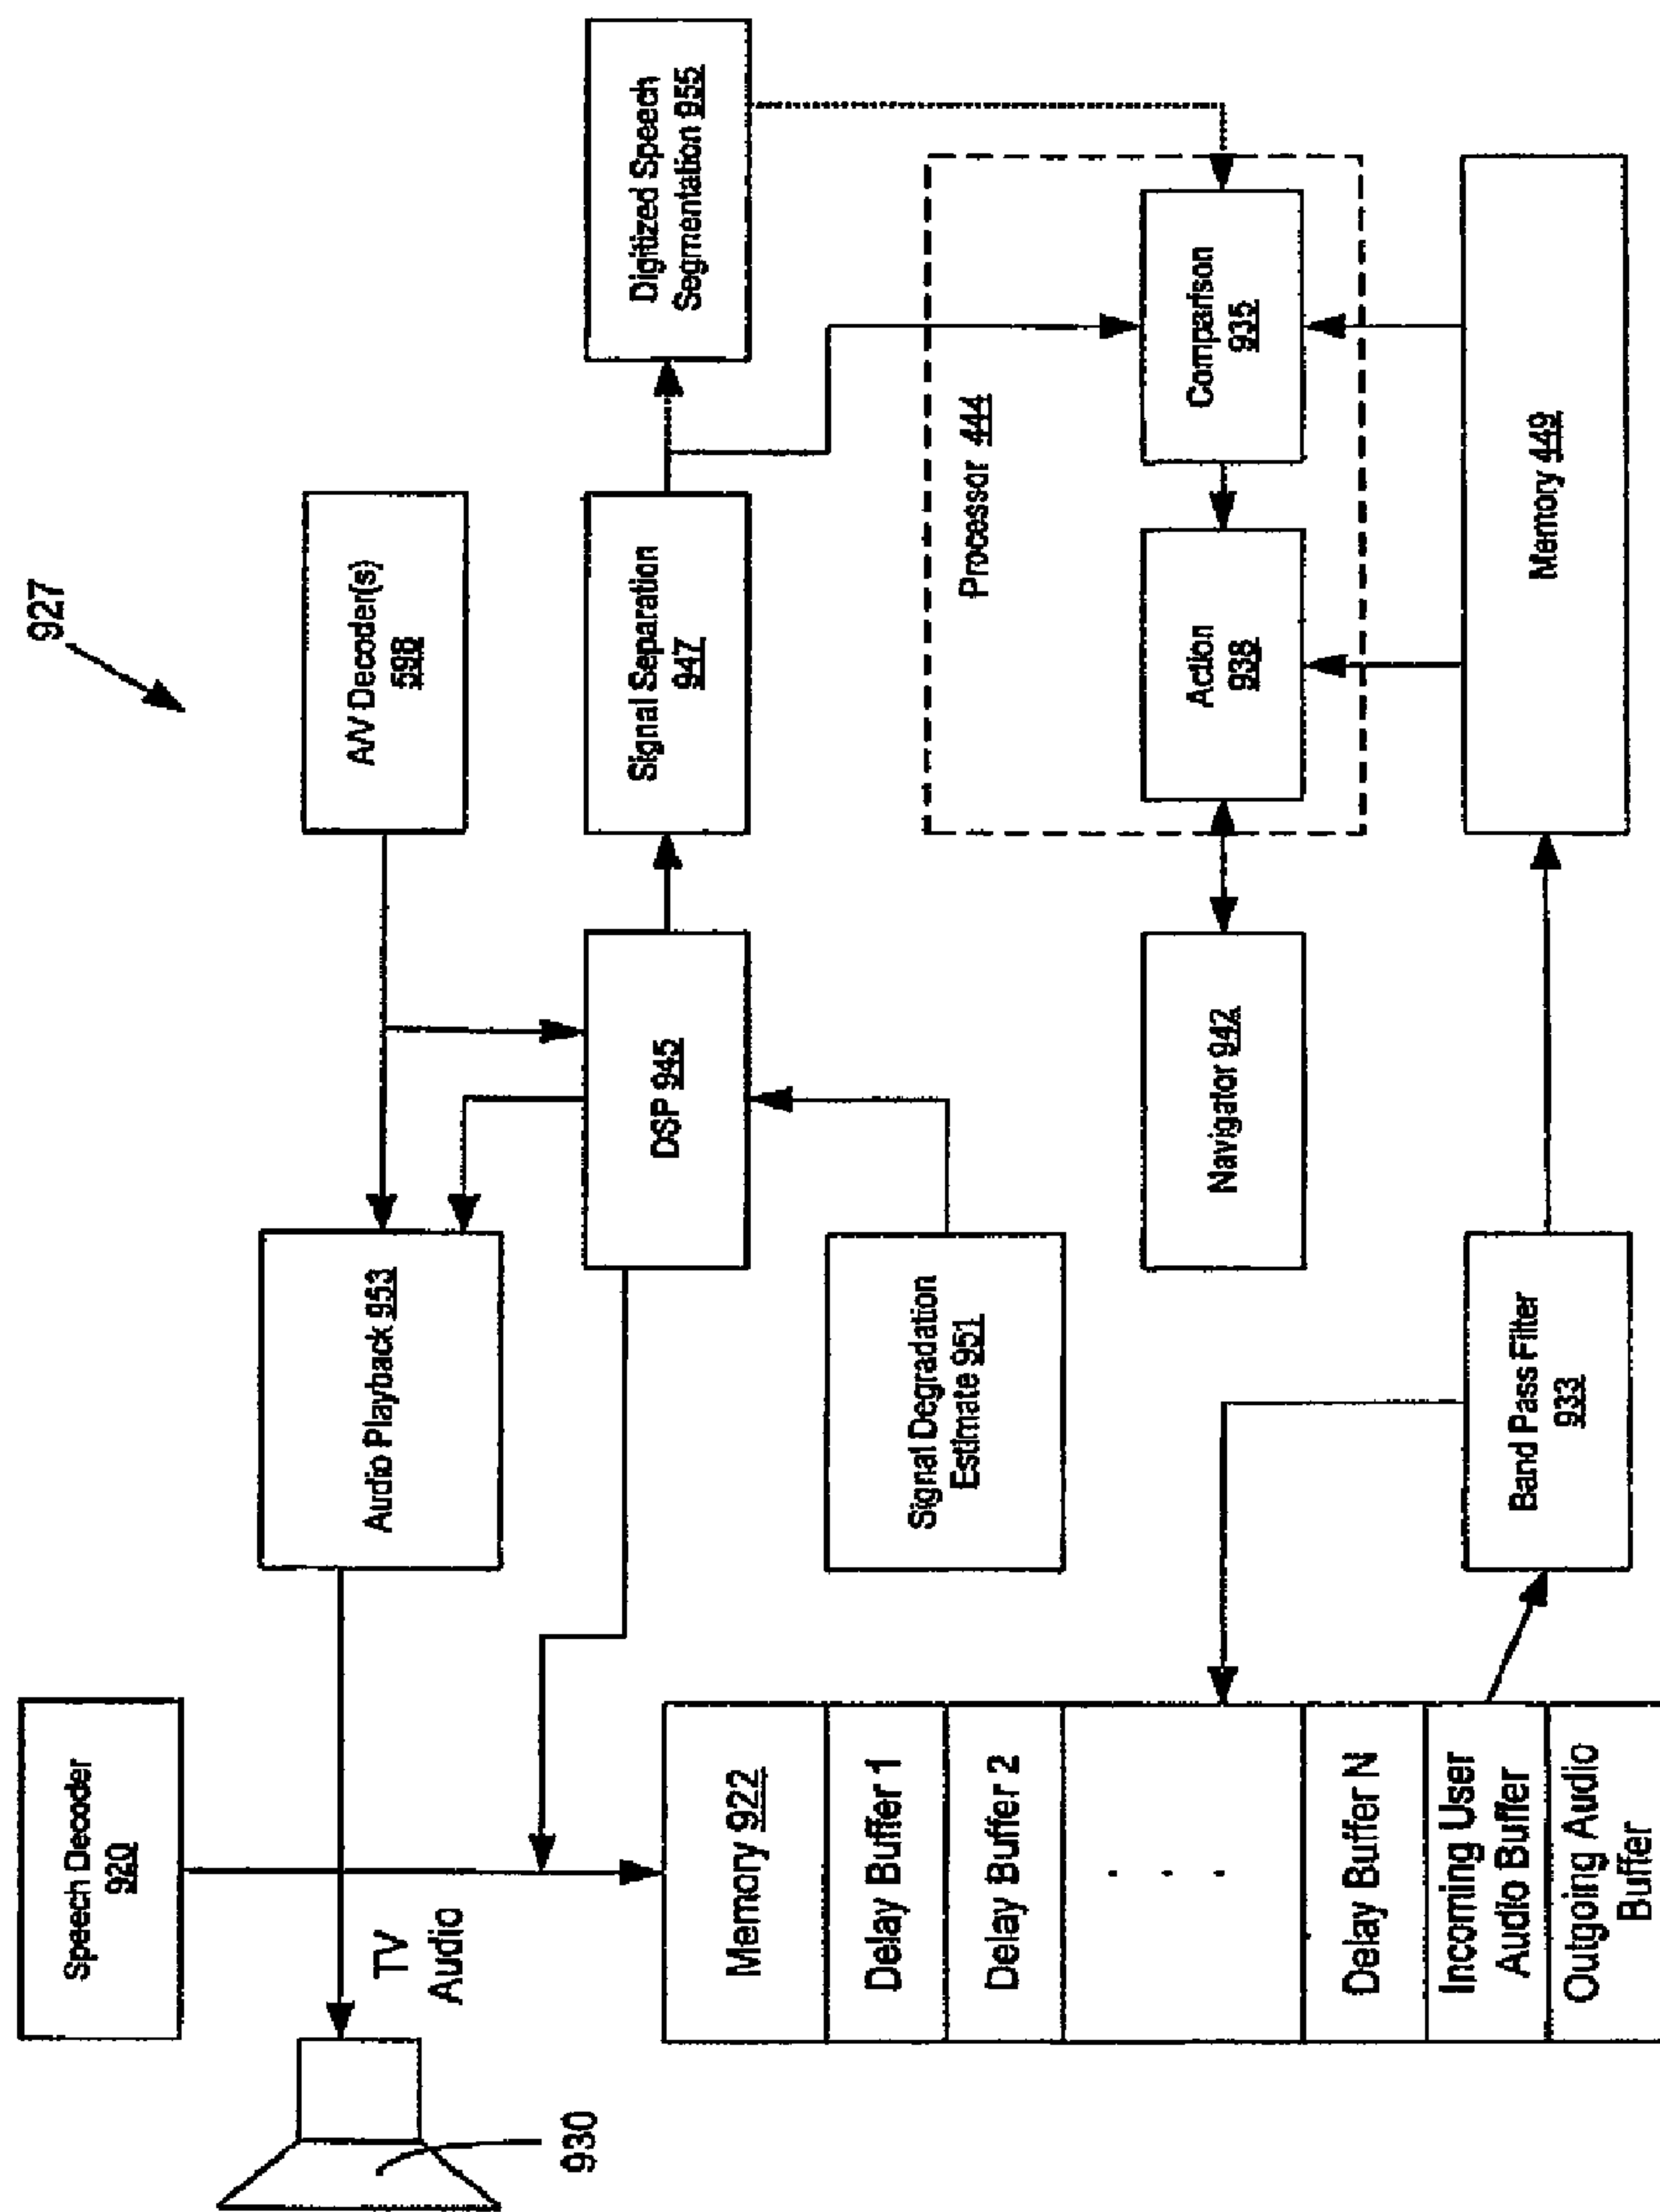 927
Speech Decoder
920
TV
Audio
930
Audio Playback 953
A/V Decoder(s)
598
DSP 945
Signal Separation
947
Digitized Speech
Segmentation 955
Signal Degradation
Estimate 951
Memory 922
Delay Buffer 1
Delay Buffer 2
. . .
Delay Buffer N
Incoming User
Audio Buffer
Outgoing Audio
Buffer
Processor 444
Navigator 942
Action
938
Comparison
935
Band Pass Filter
933
Memory 449